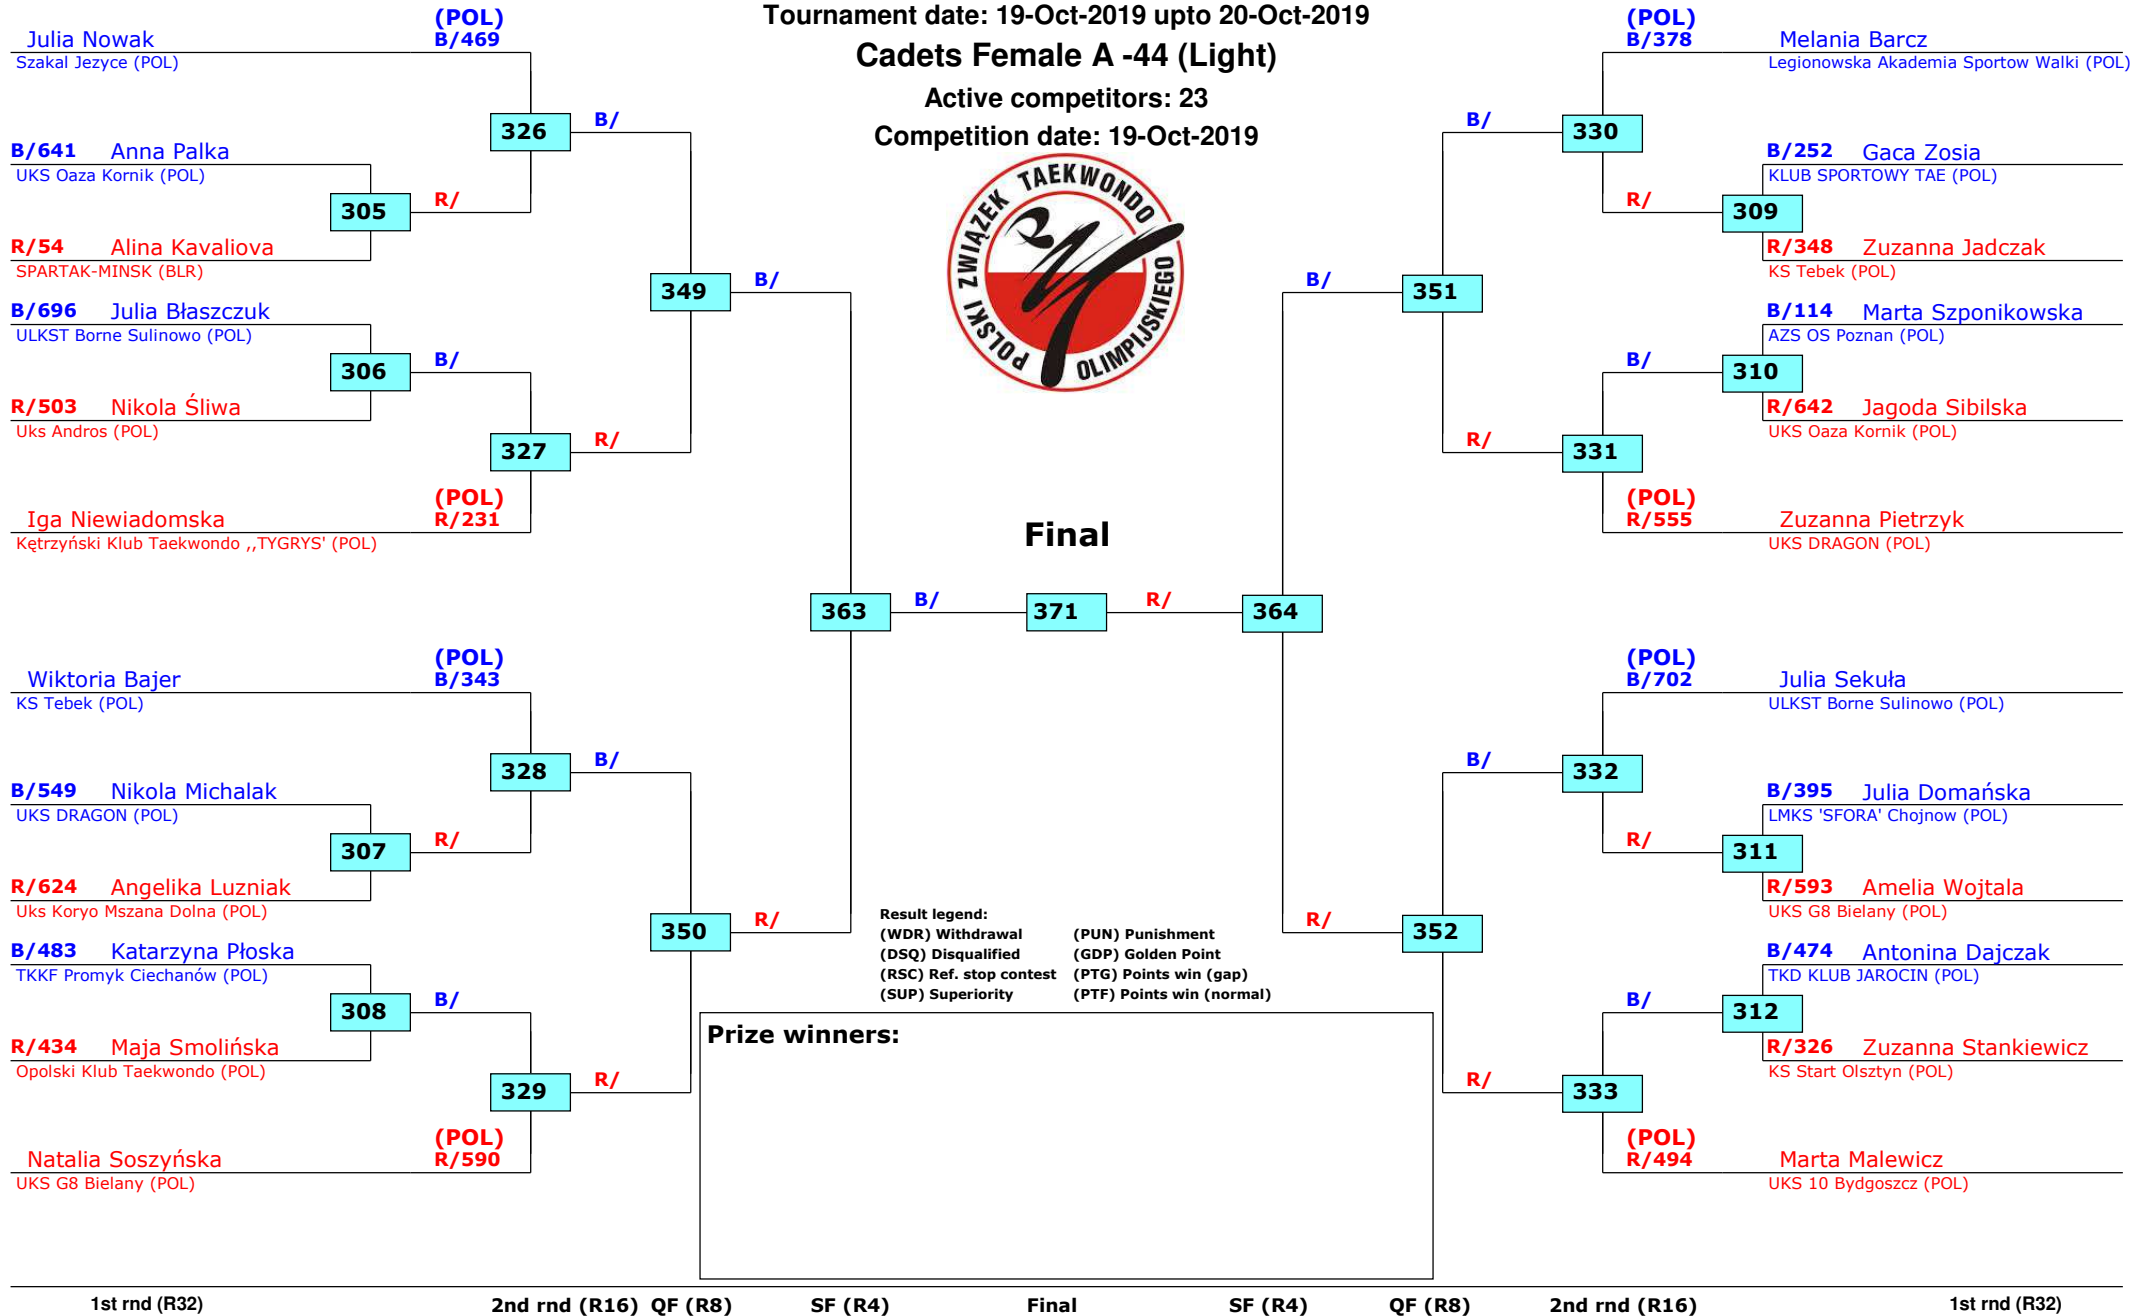 Tournament date: 19-Oct-2019 upto 20-Oct-2019
Cadets Female A -44 (Light)
Active competitors: 23
Competition date: 19-Oct-2019
POLSKI ZWIĄZEK TAEKWONDO OLIMPIJSKIEGO
(POL)
Julia Nowak B/469
Szakal Jezyce (POL)
326 B/
B/641 Anna Palka
UKS Oaza Kornik (POL)
305 R/
R/54 Alina Kavaliova
SPARTAK-MINSK (BLR)
349 B/
B/696 Julia Błaszczuk
ULKST Borne Sulinowo (POL)
306 B/
R/503 Nikola Śliwa
Uks Andros (POL)
327 R/
(POL)
Iga Niewiadomska R/231
Kętrzyński Klub Taekwondo ,,TYGRYS' (POL)
363 B/
(POL)
Wiktoria Bajer B/343
KS Tebek (POL)
328 B/
B/549 Nikola Michalak
UKS DRAGON (POL)
307 R/
R/624 Angelika Luzniak
Uks Koryo Mszana Dolna (POL)
350 R/
B/483 Katarzyna Płoska
TKKF Promyk Ciechanów (POL)
308 B/
R/434 Maja Smolińska
Opolski Klub Taekwondo (POL)
329 R/
(POL)
Natalia Soszyńska R/590
UKS G8 Bielany (POL)
Final
371
(POL)
B/378 Melania Barcz
Legionowska Akademia Sportow Walki (POL)
B/ 330
B/252 Gaca Zosia
KLUB SPORTOWY TAE (POL)
R/ 309
R/348 Zuzanna Jadczak
KS Tebek (POL)
B/ 351
B/114 Marta Szponikowska
AZS OS Poznan (POL)
B/ 310
R/642 Jagoda Sibilska
UKS Oaza Kornik (POL)
R/ 331
(POL)
R/555 Zuzanna Pietrzyk
UKS DRAGON (POL)
R/ 364
(POL)
B/702 Julia Sekuła
ULKST Borne Sulinowo (POL)
B/ 332
B/395 Julia Domańska
LMKS 'SFORA' Chojnow (POL)
R/ 311
R/593 Amelia Wojtala
UKS G8 Bielany (POL)
R/ 352
B/474 Antonina Dajczak
TKD KLUB JAROCIN (POL)
B/ 312
R/326 Zuzanna Stankiewicz
KS Start Olsztyn (POL)
R/ 333
(POL)
R/494 Marta Malewicz
UKS 10 Bydgoszcz (POL)
Result legend:
(WDR) Withdrawal (PUN) Punishment
(DSQ) Disqualified (GDP) Golden Point
(RSC) Ref. stop contest (PTG) Points win (gap)
(SUP) Superiority (PTF) Points win (normal)
Prize winners:
1st rnd (R32) 2nd rnd (R16) QF (R8) SF (R4) Final SF (R4) QF (R8) 2nd rnd (R16) 1st rnd (R32)